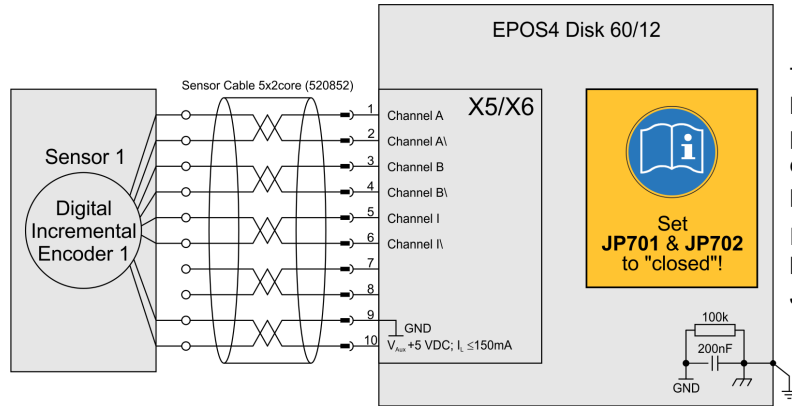 EPOS4 Disk 60/12
Sensor Cable 5x2core (520852)
X5/X6
Sensor 1
Digital
Incremental
Encoder 1
1 Channel A
2 Channel A\
3 Channel B
4 Channel B\
5 Channel I
6 Channel I\
7
8
9 GND
10 VAux +5 VDC; IL ≤150mA
i
Set
JP701 & JP702
to "closed"!
100k
200nF
GND